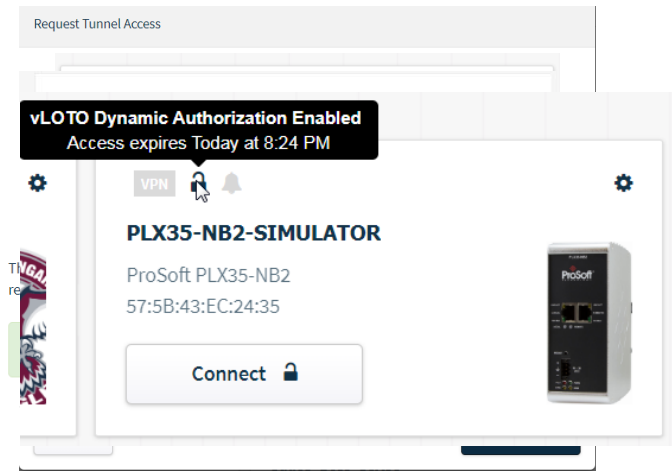 Request Tunnel Access
vLOTO Dynamic Authorization Enabled
Access expires Today at 8:24 PM
VPN
PLX35-NB2-SIMULATOR
ProSoft PLX35-NB2
57:5B:43:EC:24:35
Connect
ProSoft